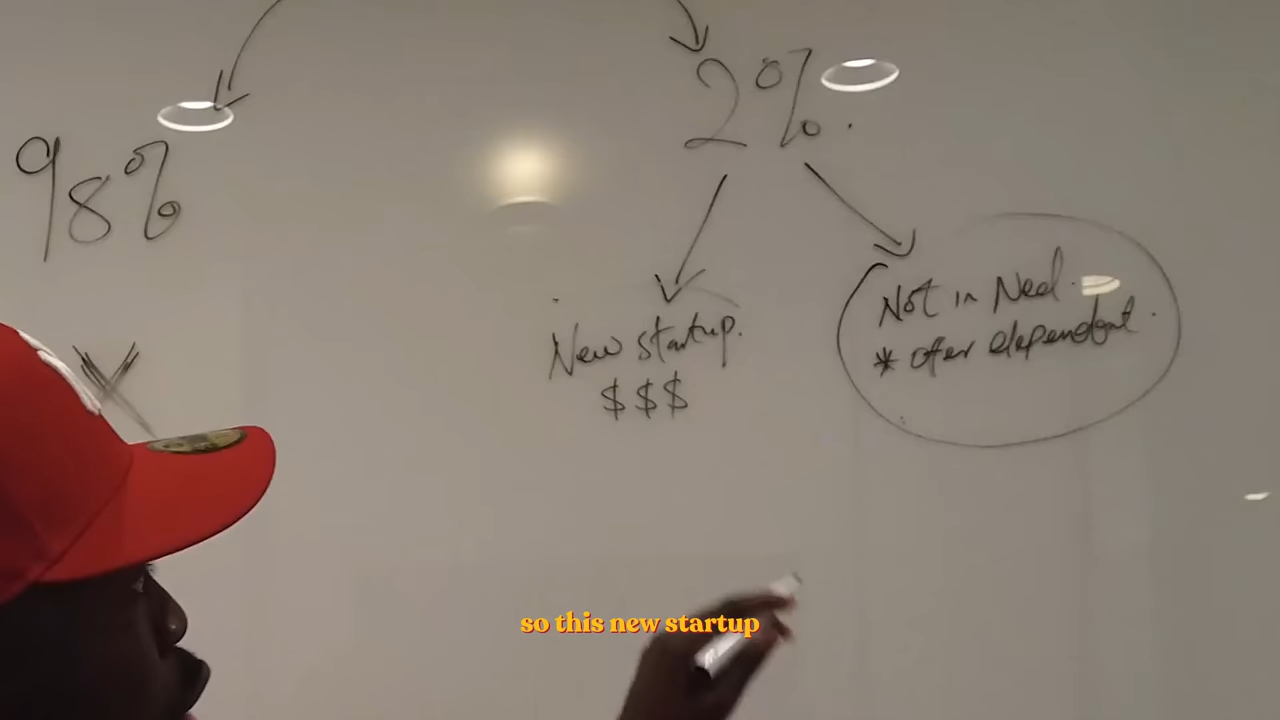 2%.
98%
New startup.
$$$
Not in Need.
* offer dependant.
so this new startup